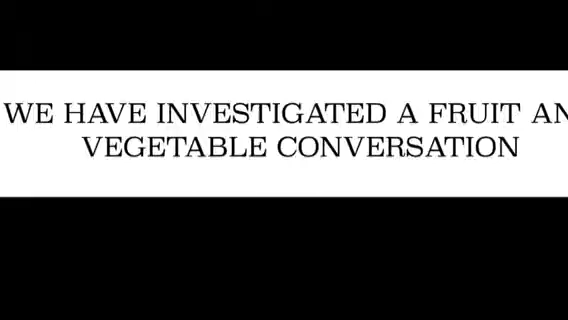 WE HAVE INVESTIGATED A FRUIT AN
VEGETABLE CONVERSATION